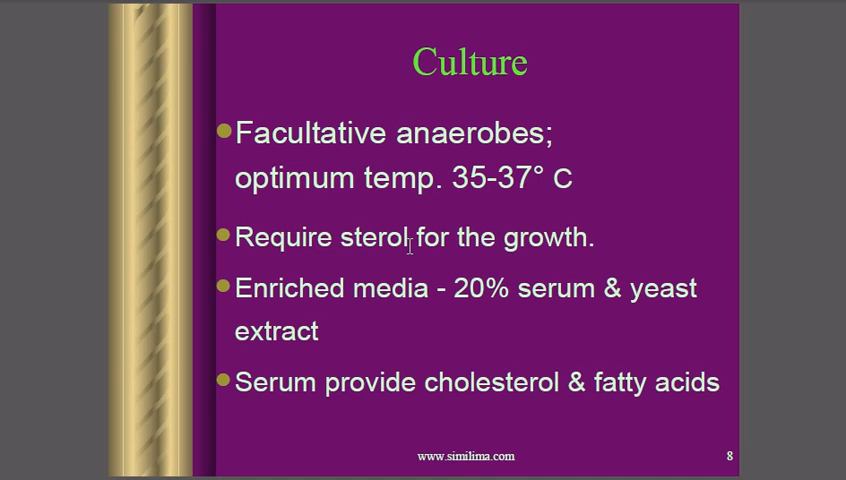 Culture
Facultative anaerobes;
optimum temp. 35-37° C
Require sterol for the growth.
Enriched media - 20% serum & yeast
extract
Serum provide cholesterol & fatty acids
www.similima.com
8